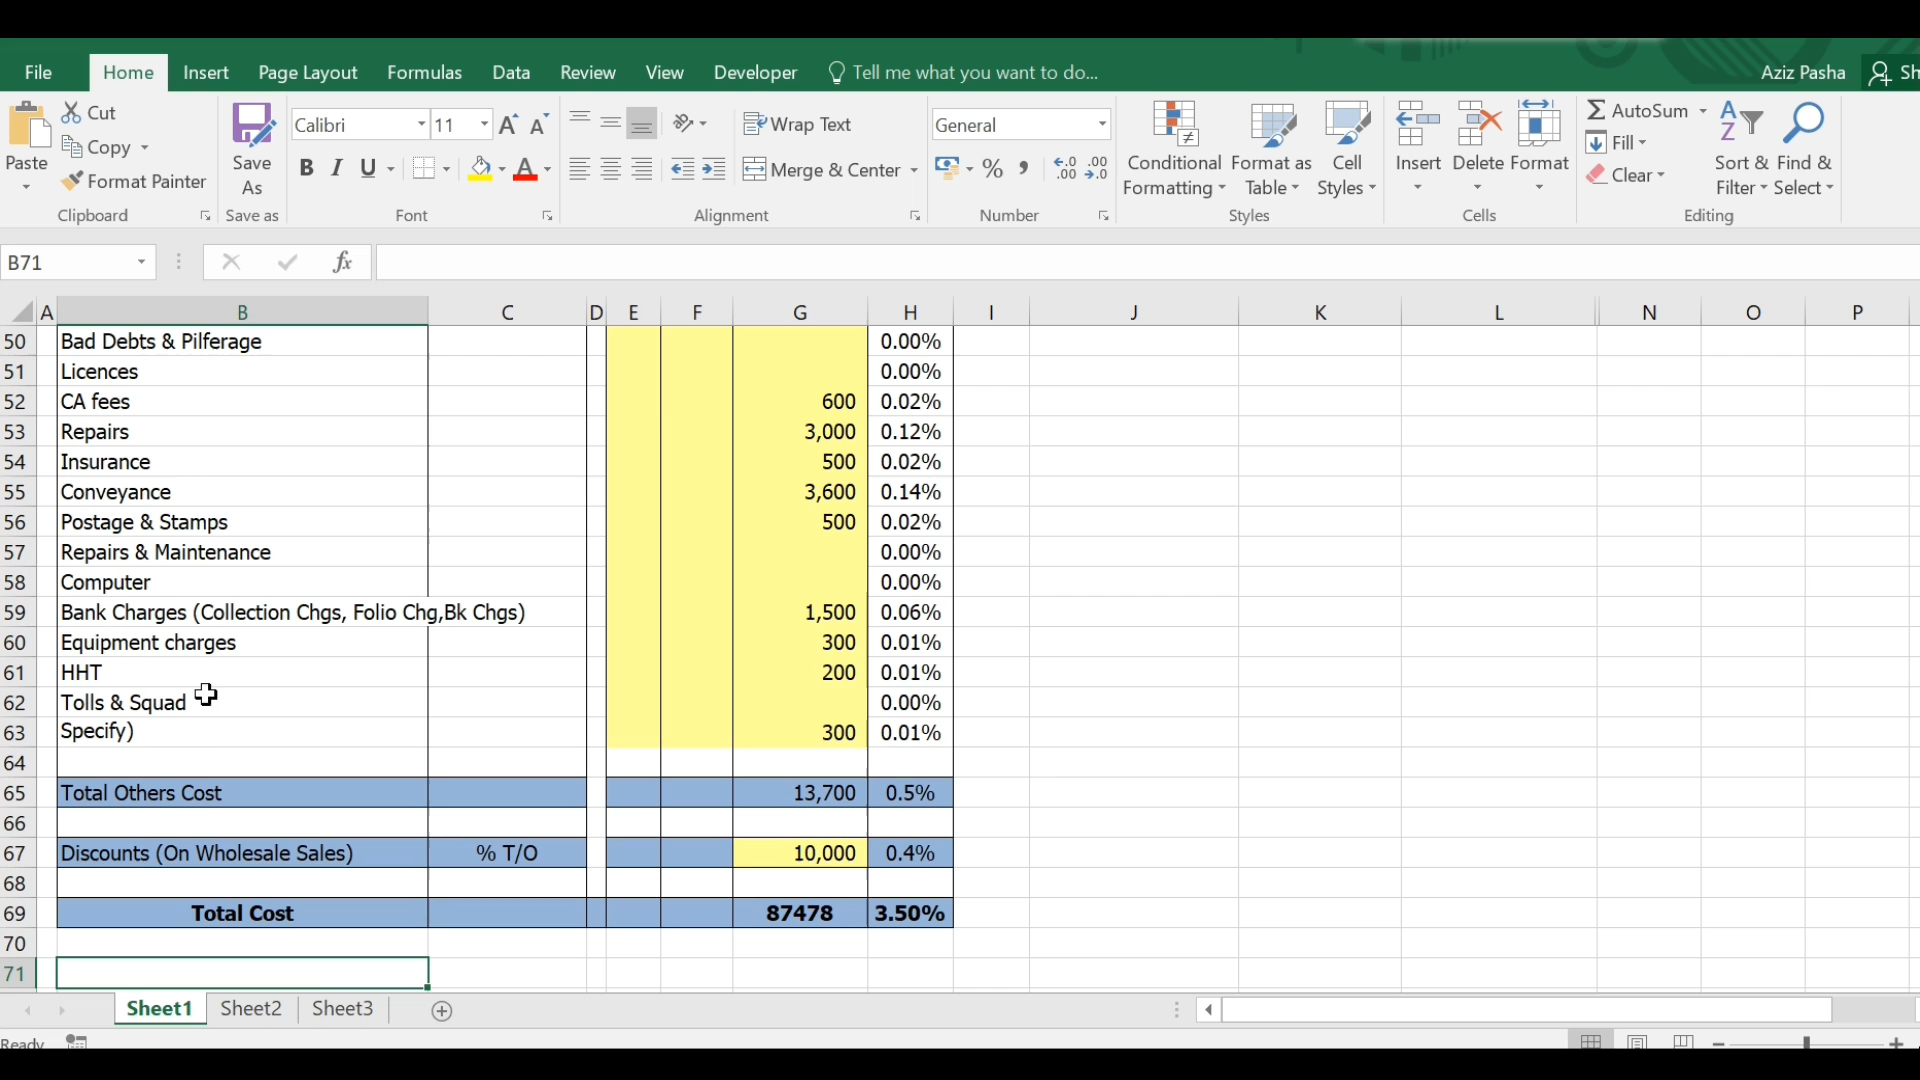 File Home Insert Page Layout Formulas Data Review View Developer Tell me what you want to do... Aziz Pasha
Cut
Copy
Format Painter
Paste
Clipboard
Save As
Save as
Calibri 11
B I U
Font
Wrap Text
Merge & Center
Alignment
General
% ,
Number
Conditional Formatting
Format as Table
Cell Styles
Styles
Insert Delete Format
Cells
AutoSum
Fill
Clear
Sort & Filter
Find & Select
Editing
B71 fx
A B C D E F G H I J K L N O P
50 Bad Debts & Pilferage 0.00%
51 Licences 0.00%
52 CA fees 600 0.02%
53 Repairs 3,000 0.12%
54 Insurance 500 0.02%
55 Conveyance 3,600 0.14%
56 Postage & Stamps 500 0.02%
57 Repairs & Maintenance 0.00%
58 Computer 0.00%
59 Bank Charges (Collection Chgs, Folio Chg,Bk Chgs) 1,500 0.06%
60 Equipment charges 300 0.01%
61 HHT 200 0.01%
62 Tolls & Squad 0.00%
63 Specify) 300 0.01%
64
65 Total Others Cost 13,700 0.5%
66
67 Discounts (On Wholesale Sales) % T/O 10,000 0.4%
68
69 Total Cost 87478 3.50%
70
71
Sheet1 Sheet2 Sheet3
Ready